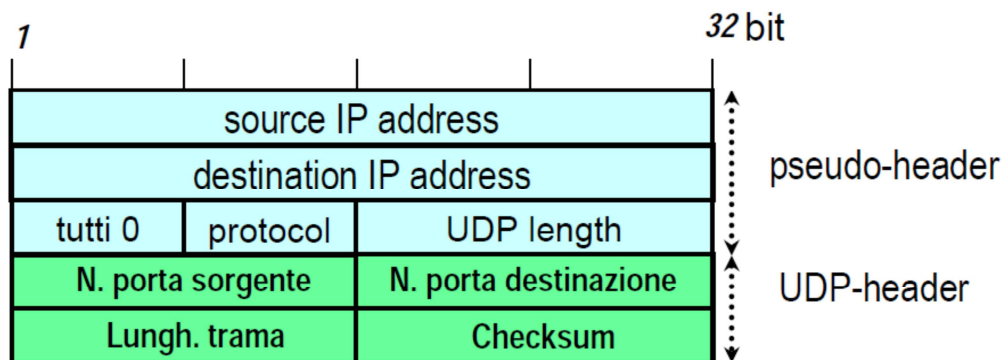 1 32 bit
source IP address
destination IP address
pseudo-header
tutti 0 protocol UDP length
N. porta sorgente N. porta destinazione
UDP-header
Lungh. trama Checksum